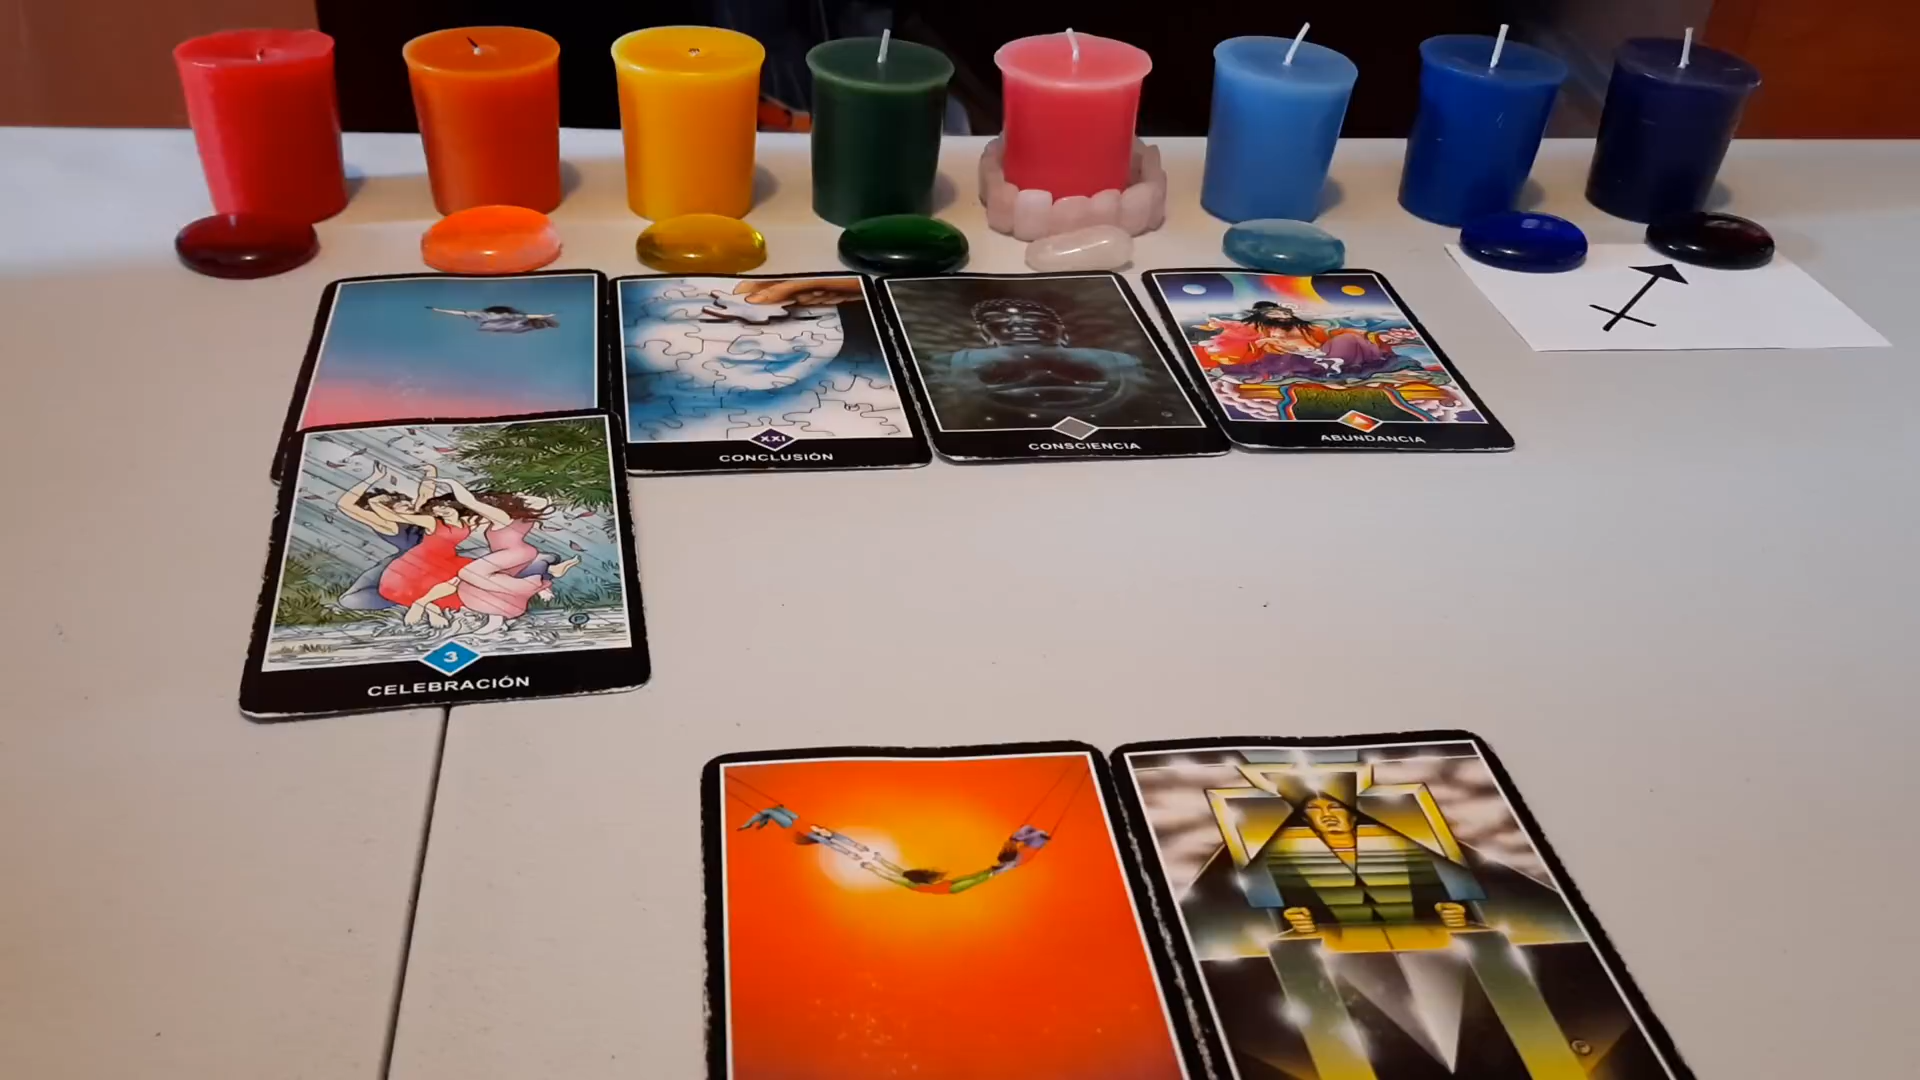 XXI
CONCLUSIÓN
CONSCIENCIA
ABUNDANCIA
3
CELEBRACIÓN